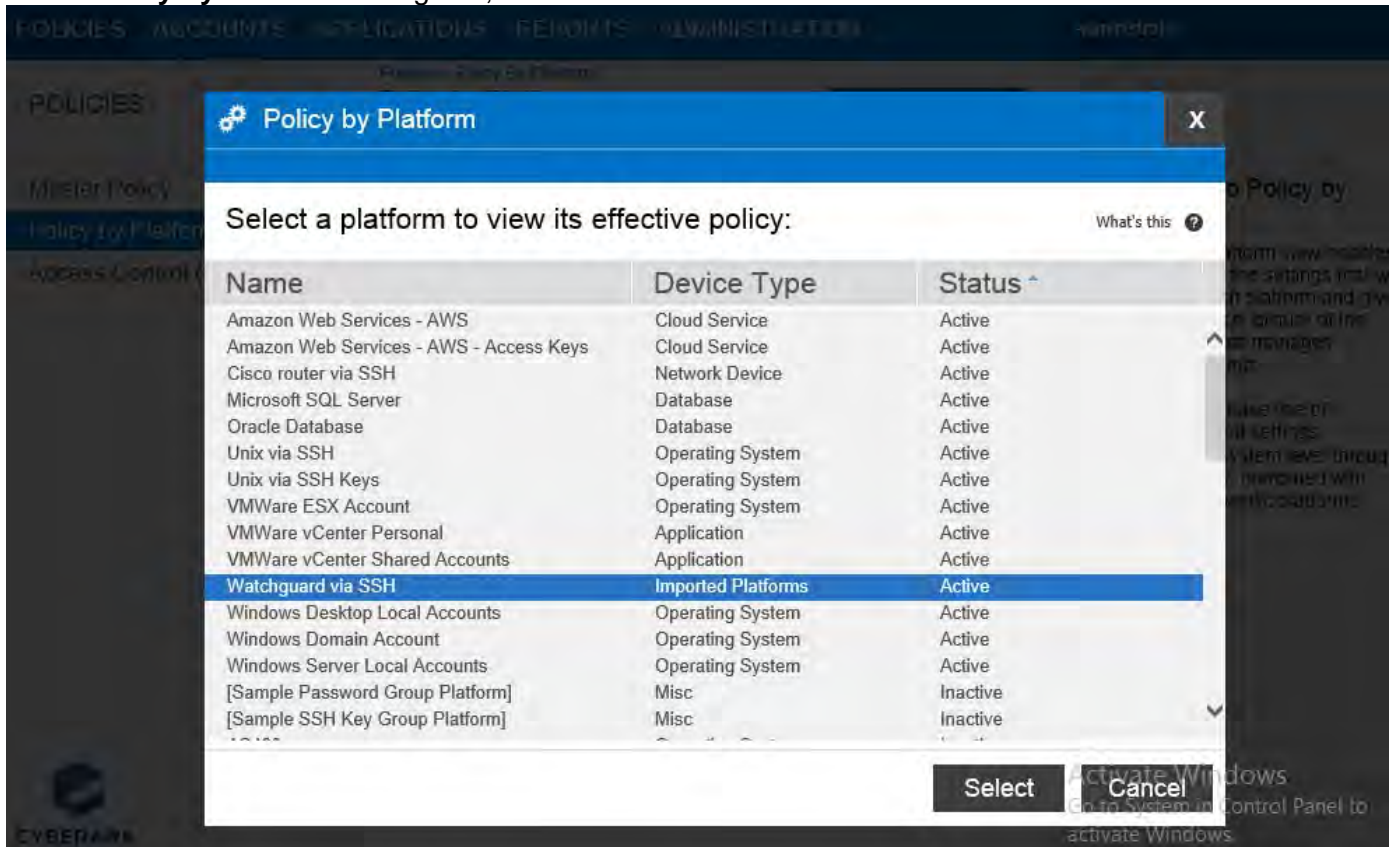 POLICIES ACCOUNTS APPLICATIONS REPORTS ADMINISTRATION
POLICIES
Policy by Platform X
Master Policy
Policy by Platform
Access Control
Policy by
Select a platform to view its effective policy: What's this ?
Name Device Type Status
Amazon Web Services - AWS Cloud Service Active
Amazon Web Services - AWS - Access Keys Cloud Service Active
Cisco router via SSH Network Device Active
Microsoft SQL Server Database Active
Oracle Database Database Active
Unix via SSH Operating System Active
Unix via SSH Keys Operating System Active
VMWare ESX Account Operating System Active
VMWare vCenter Personal Application Active
VMWare vCenter Shared Accounts Application Active
Watchguard via SSH Imported Platforms Active
Windows Desktop Local Accounts Operating System Active
Windows Domain Account Operating System Active
Windows Server Local Accounts Operating System Active
[Sample Password Group Platform] Misc Inactive
[Sample SSH Key Group Platform] Misc Inactive
Select Cancel
Activate Windows
Go to System in Control Panel to
activate Windows.
CYBERARK